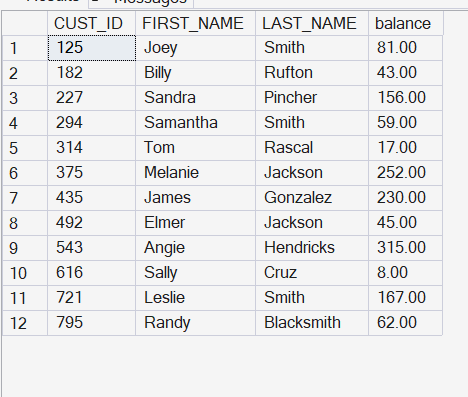 CUST_ID FIRST_NAME LAST_NAME balance
1 125 Joey Smith 81.00
2 182 Billy Rufton 43.00
3 227 Sandra Pincher 156.00
4 294 Samantha Smith 59.00
5 314 Tom Rascal 17.00
6 375 Melanie Jackson 252.00
7 435 James Gonzalez 230.00
8 492 Elmer Jackson 45.00
9 543 Angie Hendricks 315.00
10 616 Sally Cruz 8.00
11 721 Leslie Smith 167.00
12 795 Randy Blacksmith 62.00